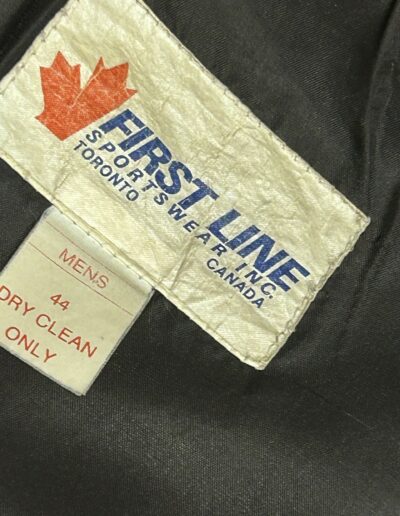 FIRST LINE
SPORTSWEAR INC.
TORONTO CANADA
MENS
44
DRY CLEAN
ONLY